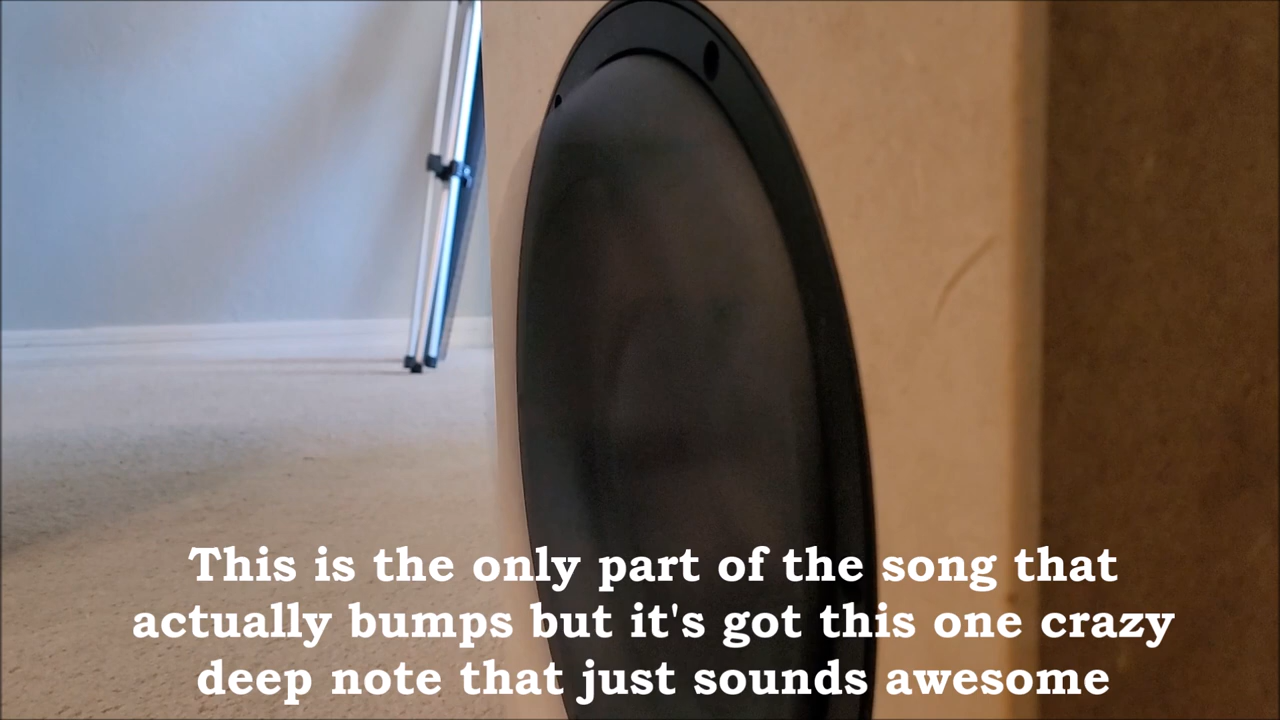 This is the only part of the song that
actually bumps but it's got this one crazy
deep note that just sounds awesome